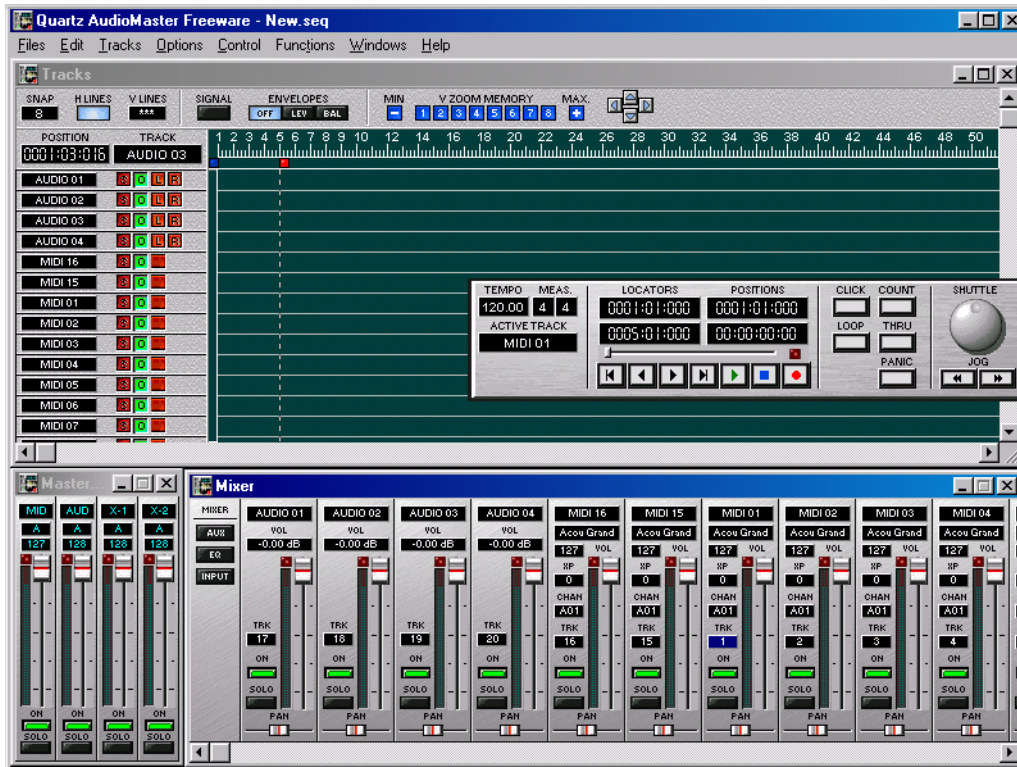 Quartz AudioMaster Freeware - New.seq
Files Edit Tracks Options Control Functions Windows Help
Tracks
SNAP H LINES V LINES SIGNAL ENVELOPES MIN V ZOOM MEMORY MAX.
8 *** OFF LEV BAL 1 2 3 4 5 6 7 8
POSITION TRACK
0001:03:016 AUDIO 03
1 2 3 4 5 6 7 8 9 10 12 14 16 18 20 22 24 26 28 30 32 34 36 38 40 42 44 46 48 50
AUDIO 01 S O L R
AUDIO 02 S O L R
AUDIO 03 S O L R
AUDIO 04 S O L R
MIDI 16 S O
MIDI 15 S O
MIDI 01 S O
MIDI 02 S O
MIDI 03 S O
MIDI 04 S O
MIDI 05 S O
MIDI 06 S O
MIDI 07 S O
TEMPO MEAS. LOCATORS POSITIONS CLICK COUNT SHUTTLE
120.00 4 4 0001:01:000 0001:01:000
ACTIVE TRACK LOOP THRU
MIDI 01 0005:01:000 00:00:00:00
PANIC JOG
Master...
MID AUD X-1 X-2
A A A A
127 128 128 128
ON ON ON ON
SOLO SOLO SOLO SOLO
Mixer
MIXER AUDIO 01 AUDIO 02 AUDIO 03 AUDIO 04 MIDI 16 MIDI 15 MIDI 01 MIDI 02 MIDI 03 MIDI 04
AUX VOL VOL VOL VOL Acou Grand Acou Grand Acou Grand Acou Grand Acou Grand Acou Grand
EQ -0.00 dB -0.00 dB -0.00 dB -0.00 dB 127 VOL 127 VOL 127 VOL 127 VOL 127 VOL 127 VOL
INPUT XP XP XP XP XP XP
0 0 0 0 0 0
CHAN CHAN CHAN CHAN CHAN CHAN
A01 A01 A01 A01 A01 A01
TRK TRK TRK TRK TRK TRK TRK TRK TRK TRK
17 18 19 20 16 15 1 2 3 4
ON ON ON ON ON ON ON ON ON ON
SOLO SOLO SOLO SOLO SOLO SOLO SOLO SOLO SOLO SOLO
PAN PAN PAN PAN PAN PAN PAN PAN PAN PAN